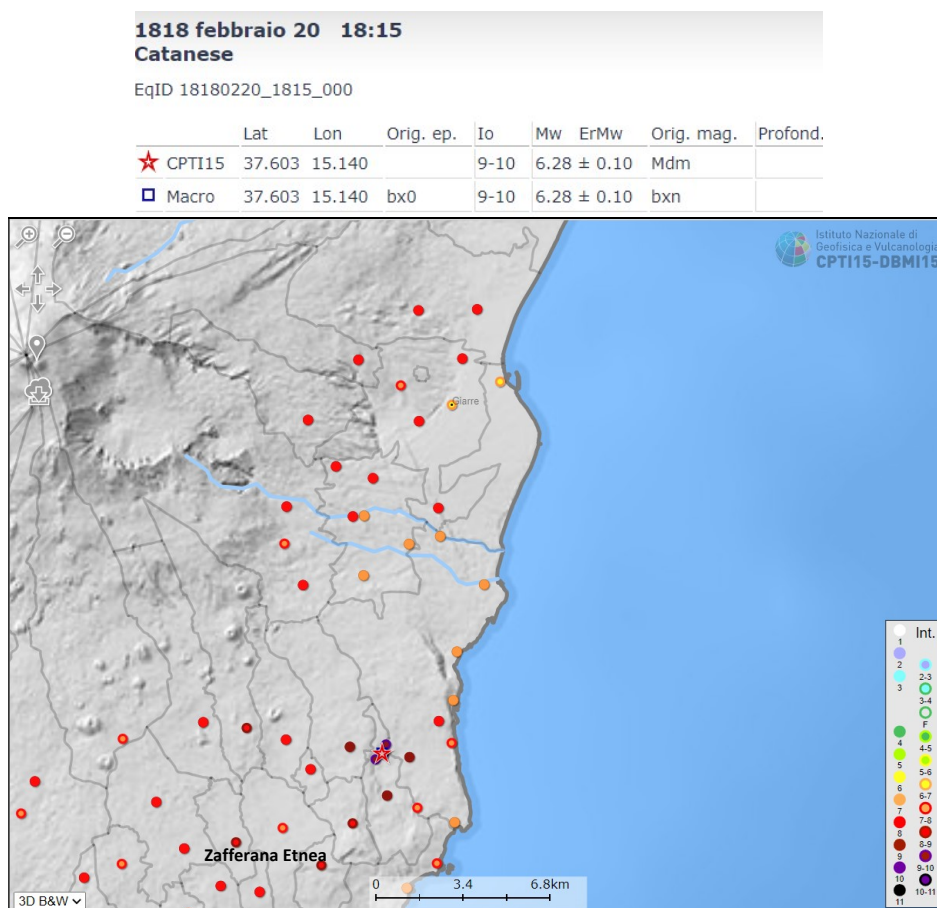 1818 febbraio 20 18:15
Catanese
EqID 18180220_1815_000
Lat Lon Orig. ep. Io Mw ErMw Orig. mag. Profond.
CPTI15 37.603 15.140 9-10 6.28 ± 0.10 Mdm
Macro 37.603 15.140 bx0 9-10 6.28 ± 0.10 bxn
Istituto Nazionale di
Geofisica e Vulcanologia
CPTI15-DBMI15
Giarre
Int.
1
2
2-3
3
3-4
F
4
4-5
5
5-6
6
6-7
7
7-8
8
8-9
9
9-10
10
10-11
11
Zafferana Etnea
0 3.4 6.8km
3D B&W